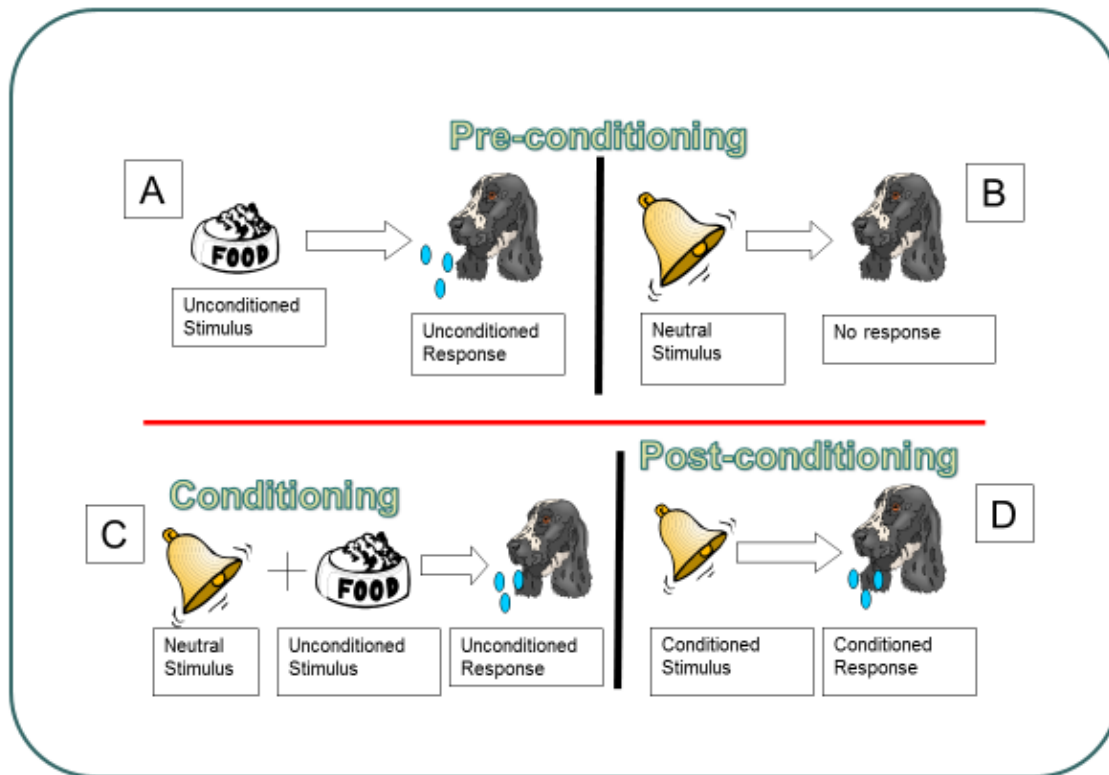 Pre-conditioning
A
FOOD
Unconditioned
Stimulus
Unconditioned
Response
B
Neutral
Stimulus
No response
Conditioning
C
FOOD
Neutral
Stimulus
Unconditioned
Stimulus
Unconditioned
Response
Post-conditioning
D
Conditioned
Stimulus
Conditioned
Response